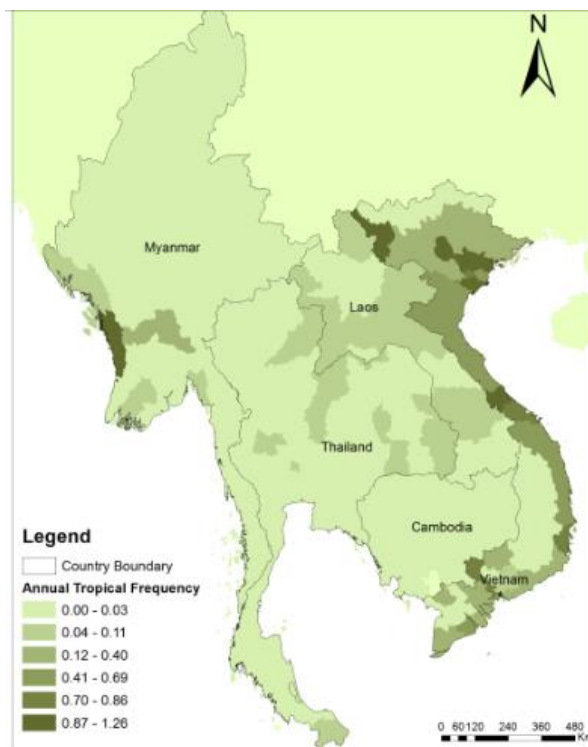 N
Myanmar
Laos
Thailand
Cambodia
Vietnam
Legend
Country Boundary
Annual Tropical Frequency
0.00 - 0.03
0.04 - 0.11
0.12 - 0.40
0.41 - 0.69
0.70 - 0.86
0.87 - 1.26
0 60 120 240 360 480